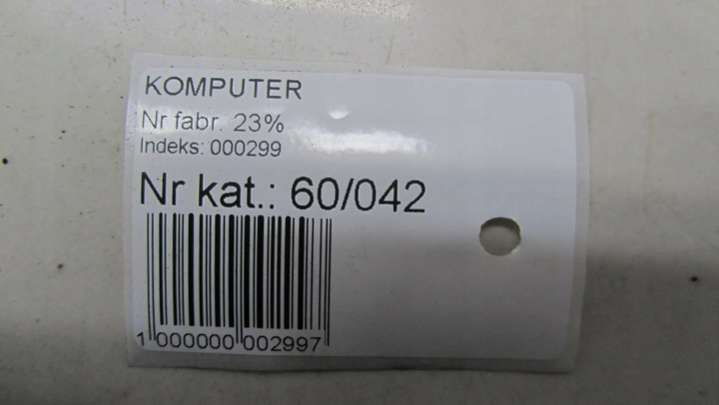 KOMPUTER
Nr fabr. 23%
Indeks: 000299
Nr kat.: 60/042
1 000000 002997